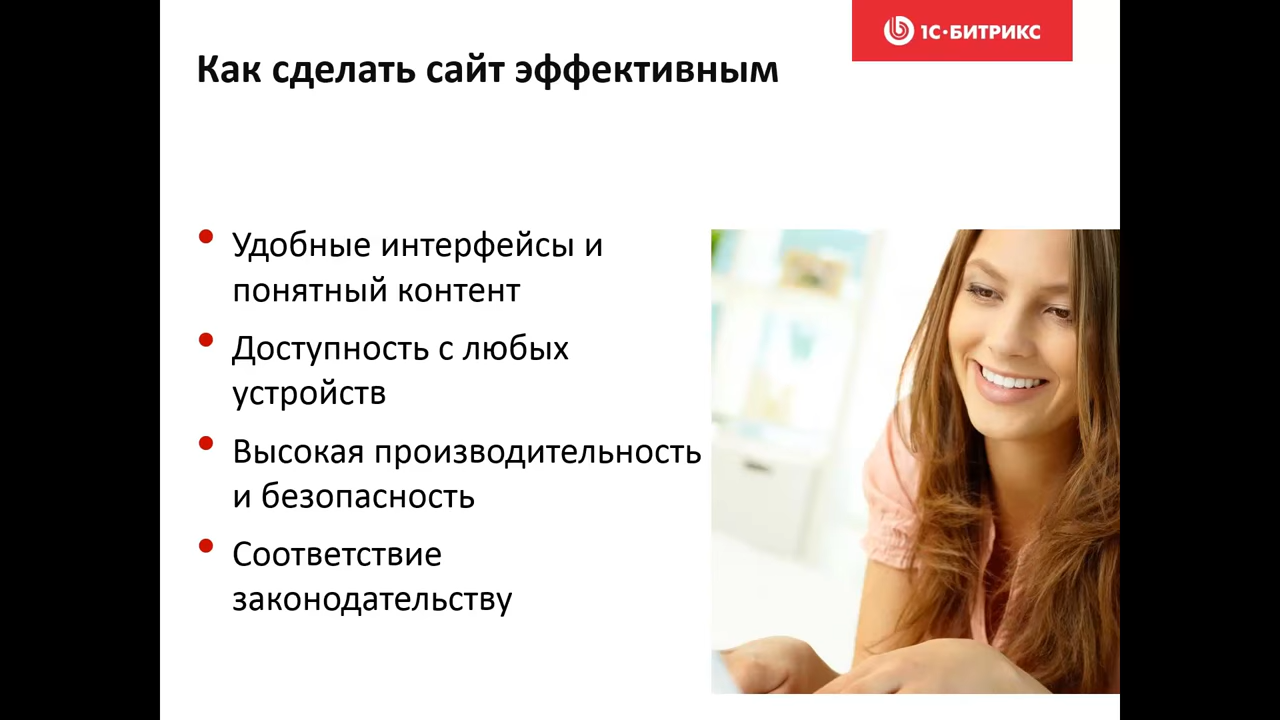 1С·БИТРИКС
Как сделать сайт эффективным
• Удобные интерфейсы и
понятный контент
• Доступность с любых
устройств
• Высокая производительность
и безопасность
• Соответствие
законодательству